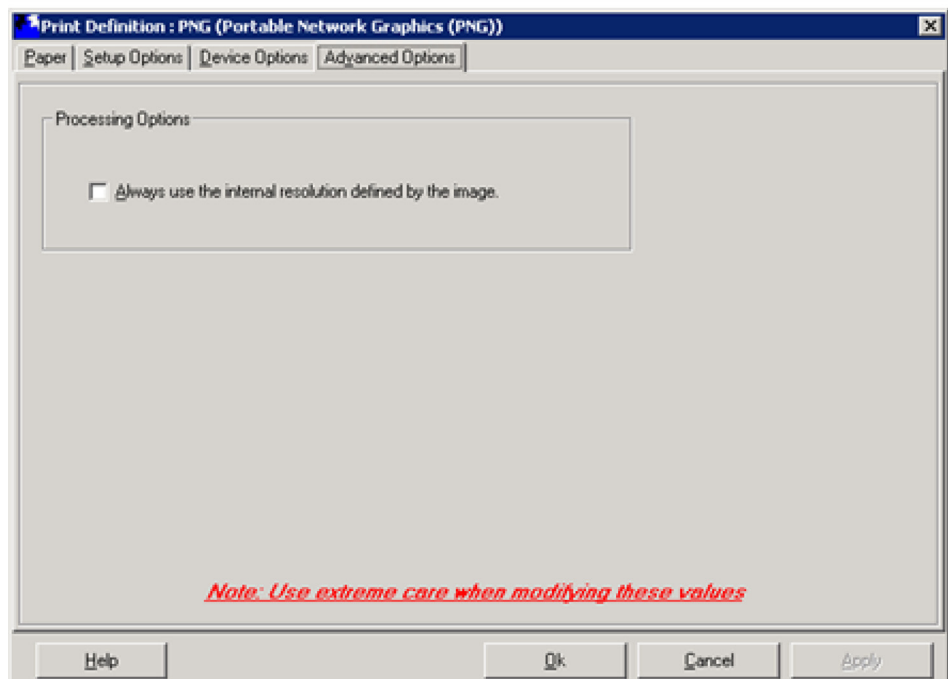 Print Definition : PNG (Portable Network Graphics (PNG))
Paper Setup Options Device Options Advanced Options
Processing Options
Always use the internal resolution defined by the image.
Note: Use extreme care when modifying these values
Help Ok Cancel Apply